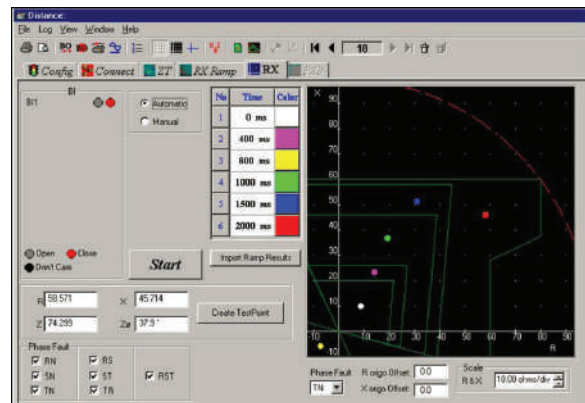 Distance:
File Log View Window Help
18
Config Connect ZT RX Ramp RX
BI
BI1
Automatic
Manual
No Time Color
1 0 ms
2 400 ms
3 800 ms
4 1000 ms
5 1500 ms
6 2000 ms
Open Close
Don't Care
Start
Import Ramp Results
R 58.571 X 45.714
Z 74.299 Zø 37.9°
Create TestPoint
Phase Fault
RN RS
SN ST RST
TN TR
X
90
80
70
60
50
40
30
20
10
-10
-10 0 10 20 30 40 50 60 70 80 90
R
Phase Fault R origo Offset: 0.0
TN X origo Offset: 0.0
Scale
R & X 10.00 ohms/div